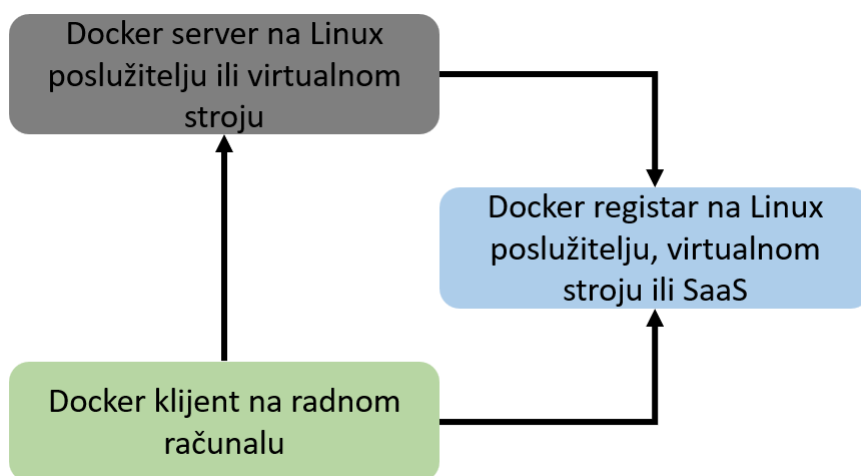 Docker server na Linux
poslužitelju ili virtualnom
stroju
Docker registar na Linux
poslužitelju, virtualnom
stroju ili SaaS
Docker klijent na radnom
računalu